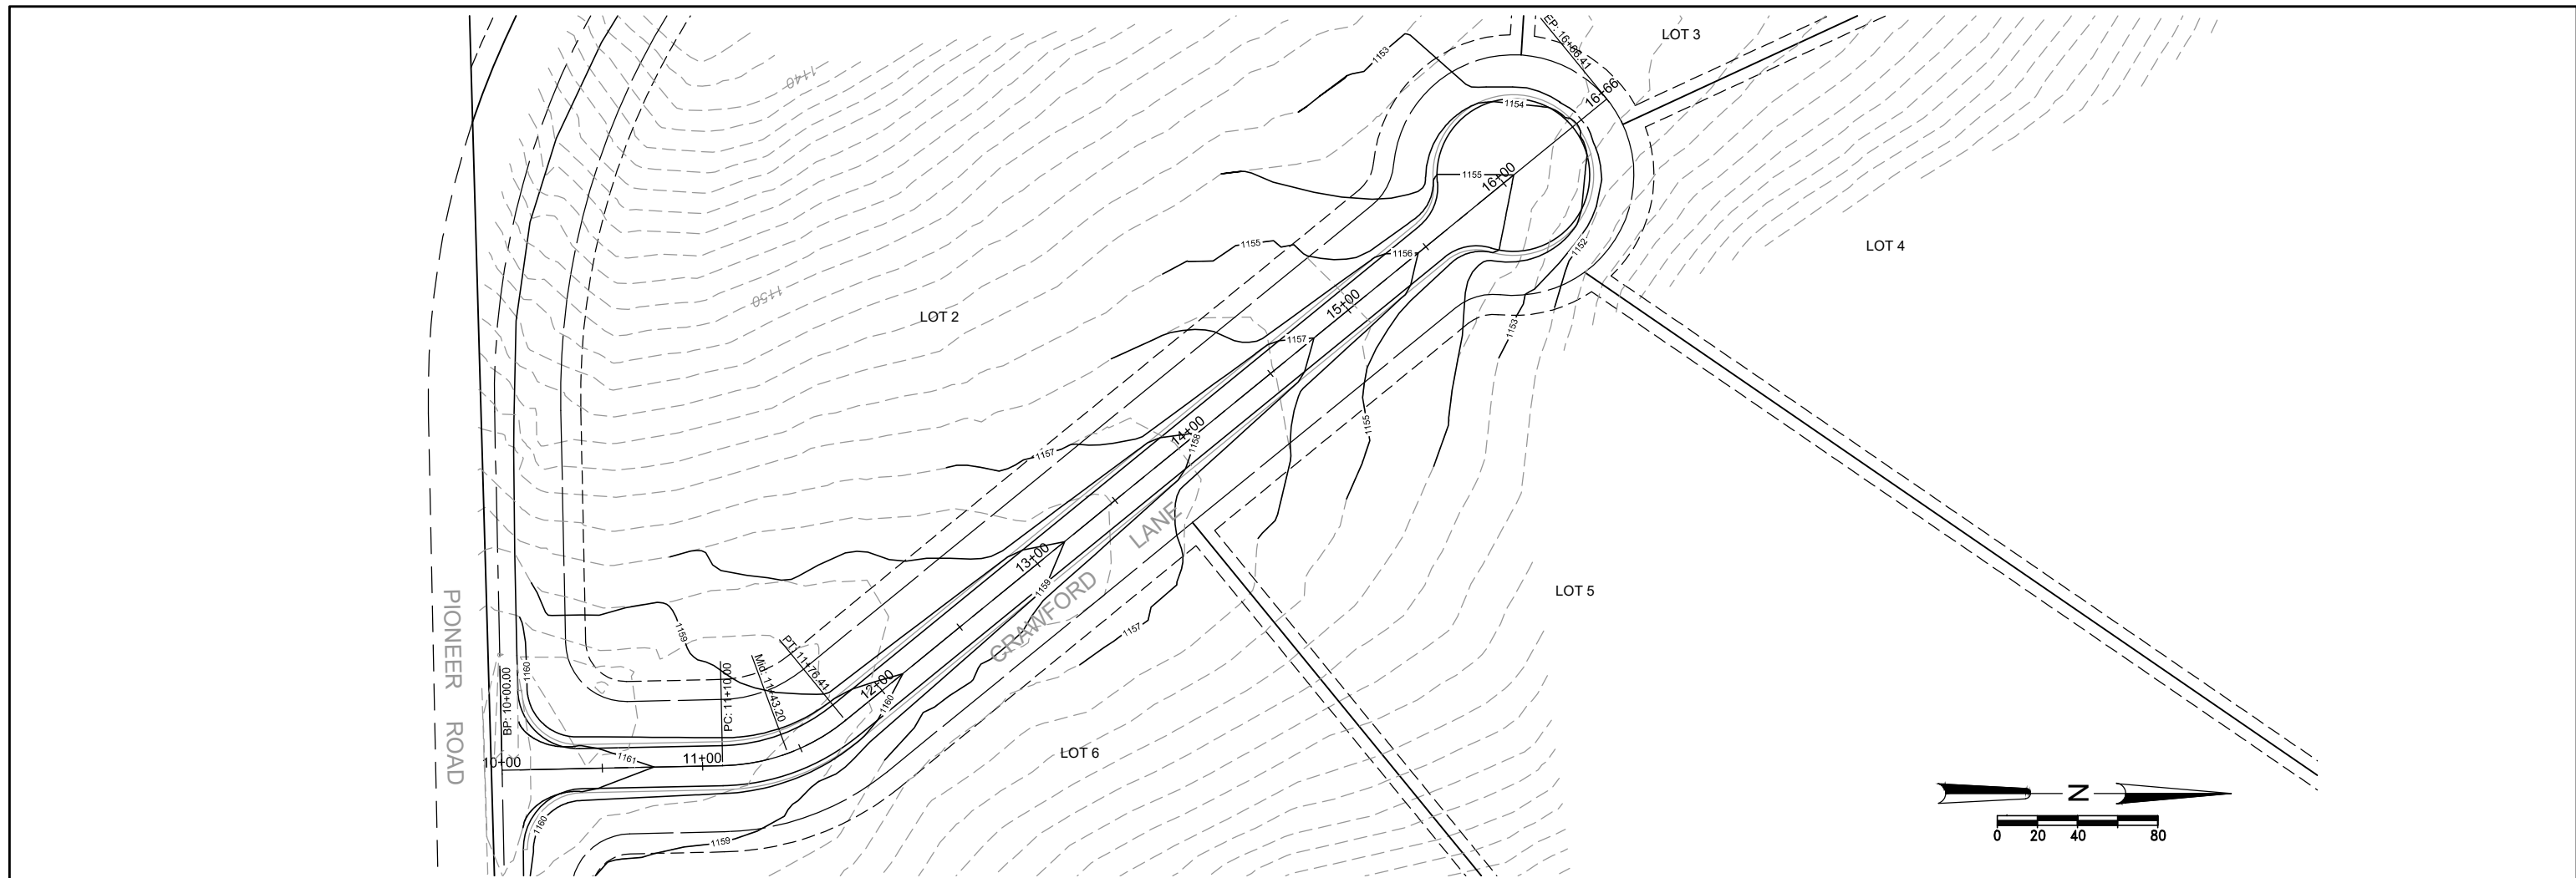 LOT 3
EP: 16+66.41
1153
1140
16+66
1154
1155
16+00
1155
1156
1152
LOT 4
1150
15+00
LOT 2
1157
1153
14+00
1158
1155
1157
LANE
13+00
1159
CRAWFORD
LOT 5
PIONEER ROAD
1159
1157
PT: 11+76.41
Mid: 11+43.20
PC: 11+10.00
1160
BP: 10+00.00
12+00
1160
10+00
1161
11+00
LOT 6
1160
1159
N
0 20 40 80